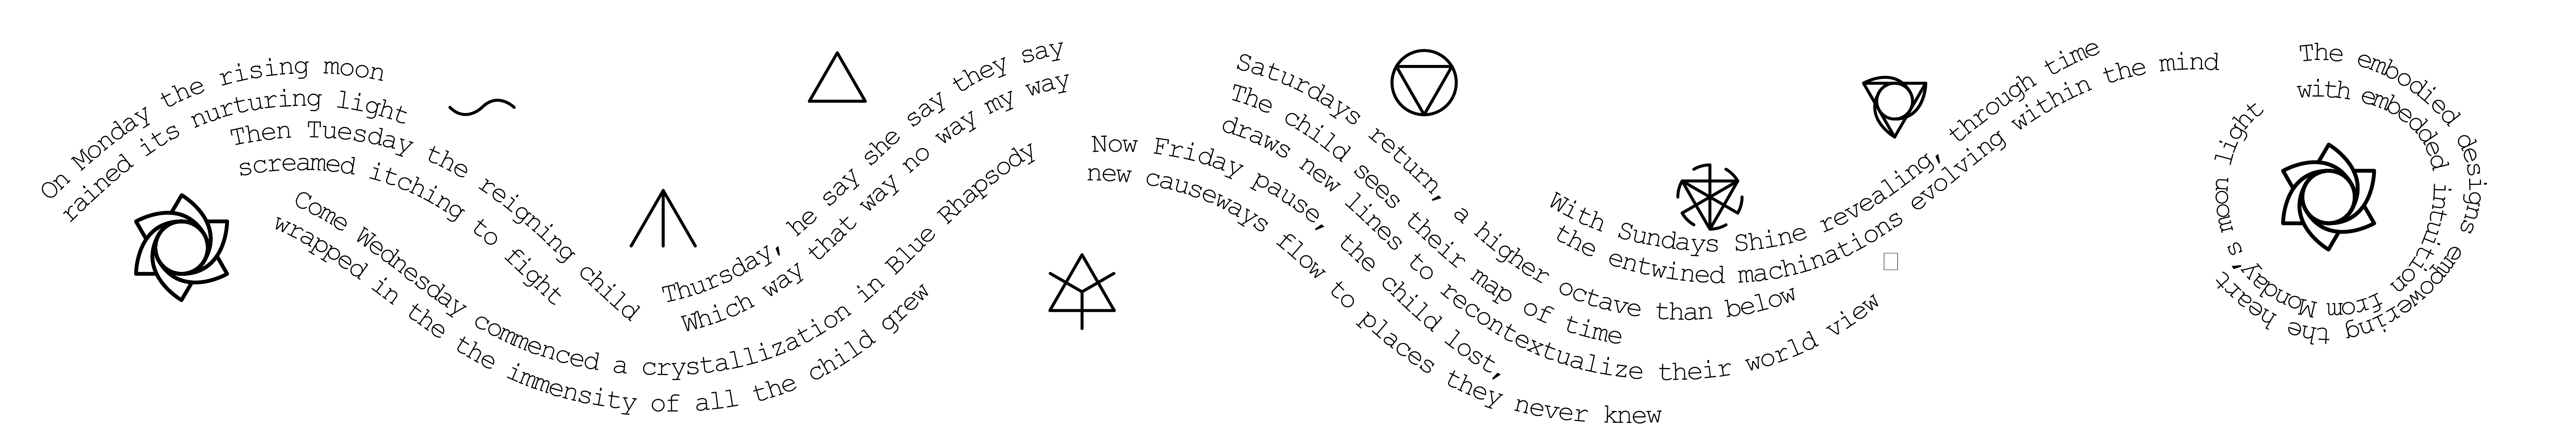 On Monday the rising moon
rained its nurturing light
Then Tuesday the reigning child
screamed itching to fight
Come Wednesday commenced a crystallization in Blue Rhapsody
wrapped in the the immensity of all the child grew
Thursday, he say she say they say
Which way that way no way my way
Now Friday pause, the child lost,
new causeways flow to places they never knew
Saturdays return, a higher octave than below
The child sees their map of time
draws new lines to recontextualize their world view
With Sundays Shine revealing, through time
the entwined machinations evolving within the mind
The embodied designs empowering the heart
with embedded intuition from Monday's moon light